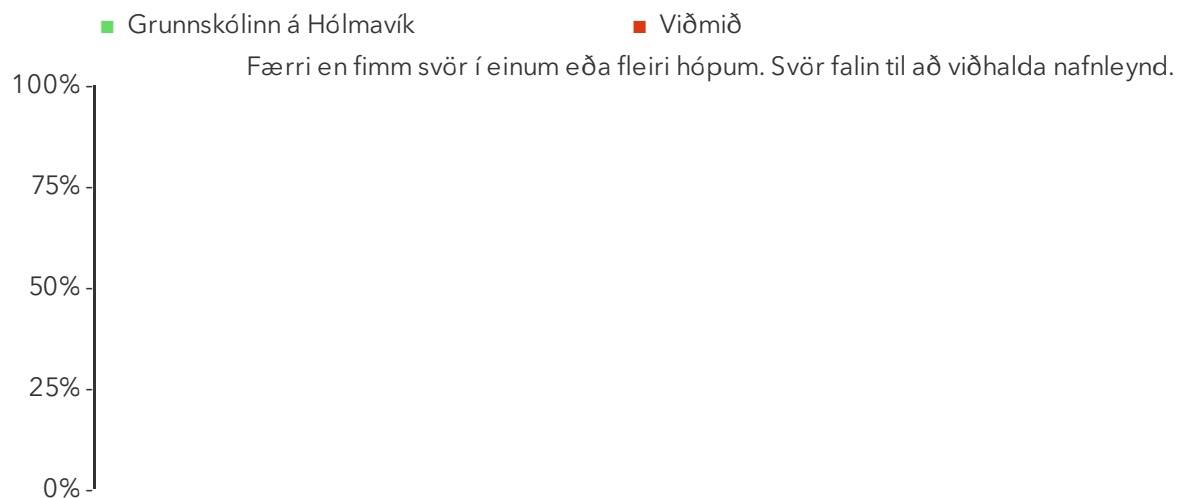 Grunnskólinn á Hólmavík
Viðmið
Færri en fimm svör í einum eða fleiri hópum. Svör falin til að viðhalda nafnleynd.
100%
75%
50%
25%
0%